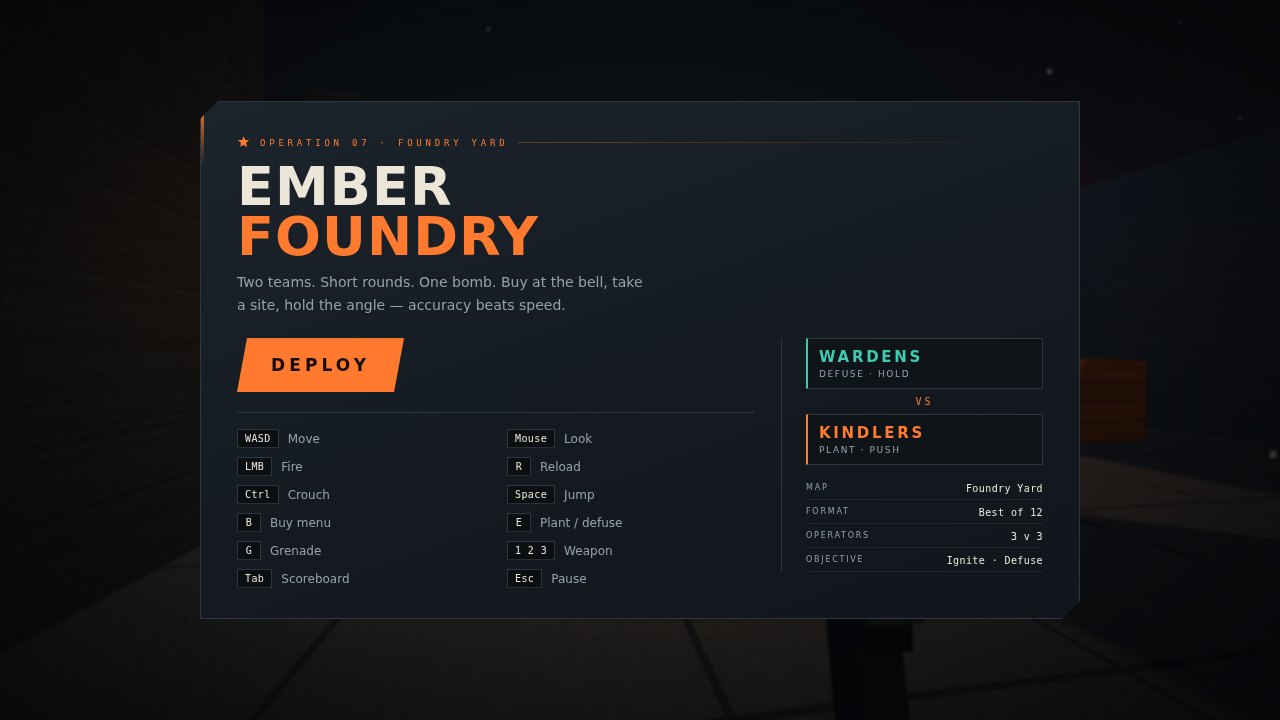 OPERATION 07 · FOUNDRY YARD
EMBER
FOUNDRY
Two teams. Short rounds. One bomb. Buy at the bell, take
a site, hold the angle — accuracy beats speed.
DEPLOY
WASD Move
Mouse Look
LMB Fire
R Reload
Ctrl Crouch
Space Jump
B Buy menu
E Plant / defuse
G Grenade
1 2 3 Weapon
Tab Scoreboard
Esc Pause
WARDENS
DEFUSE · HOLD
VS
KINDLERS
PLANT · PUSH
MAP Foundry Yard
FORMAT Best of 12
OPERATORS 3 v 3
OBJECTIVE Ignite · Defuse